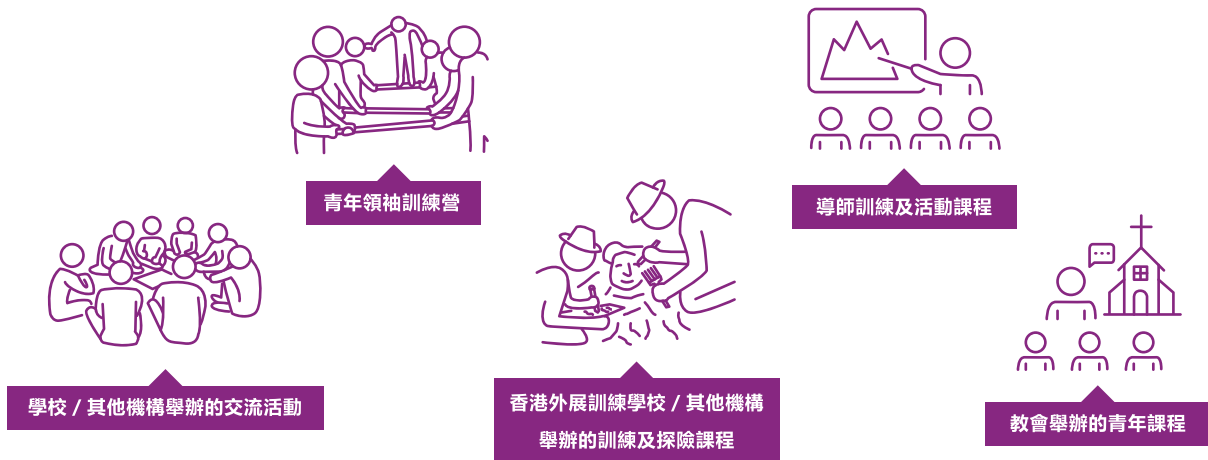 青年領袖訓練營
導師訓練及活動課程
學校 / 其他機構舉辦的交流活動
香港外展訓練學校 / 其他機構
舉辦的訓練及探險課程
教會舉辦的青年課程